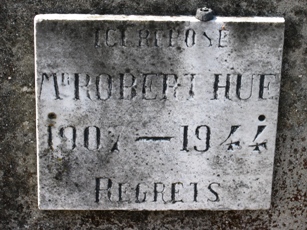 ICI REPOSE
MR ROBERT HUE
1907 — 1944
REGRETS